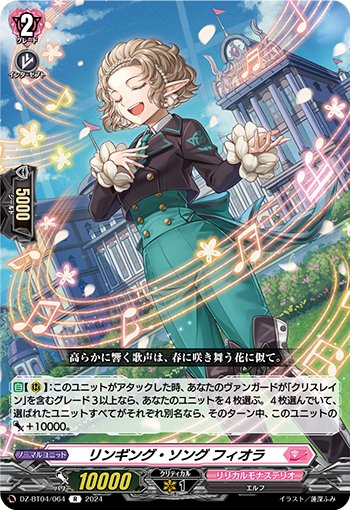 2
グレード
インターセプト
5000
シールド
高らかに響く歌声は、春に咲き舞う花に似て。
自【R】:このユニットがアタックした時、あなたのヴァンガードが「クリスレイン」
を含むグレード3以上なら、あなたのユニットを4枚選ぶ。4枚選んでいて、
選ばれたユニットすべてがそれぞれ別名なら、そのターン中、このユニットの
+10000。
ノーマルユニット
リンギング・ソング フィオラ
パワー
10000
クリティカル
1
リリカルモナステリオ
エルフ
DZ-BT04/064 R 2024
イラスト/蓮深ふみ